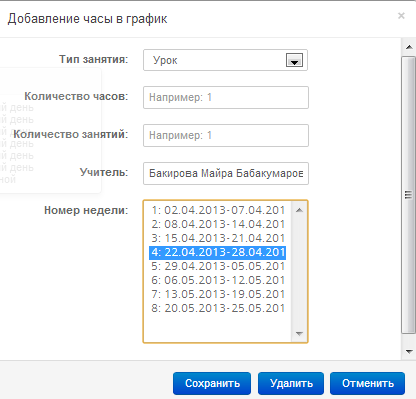 Добавление часы в график
×
Тип занятия: Урок
Количество часов: Например: 1
й день
й день
Количество занятий: Например: 1
й день
й день
й день
Учитель: Бакирова Майра Бабакумаров
ной
Номер недели: 1: 02.04.2013-07.04.201
2: 08.04.2013-14.04.201
3: 15.04.2013-21.04.201
4: 22.04.2013-28.04.201
5: 29.04.2013-05.05.201
6: 06.05.2013-12.05.201
7: 13.05.2013-19.05.201
8: 20.05.2013-25.05.201
Сохранить Удалить Отменить